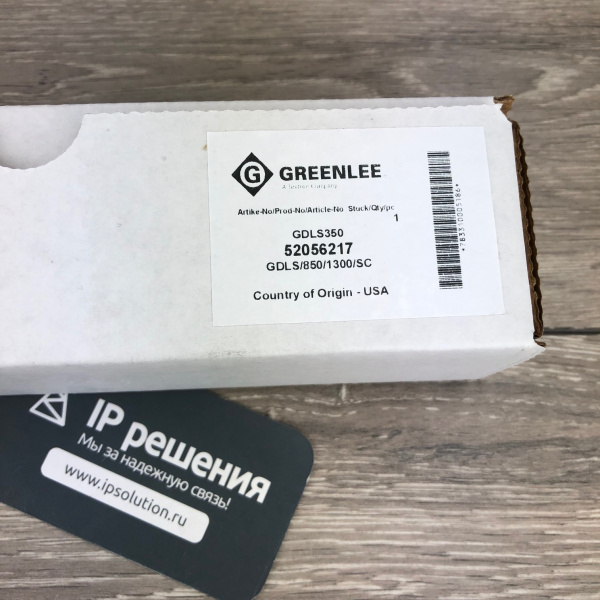 G GREENLEE
A Textron Company
Artike-No/Prod-No/Article-No. Stuck/Qty/pc
1
GDLS350
52056217
GDLS/850/1300/SC
Country of Origin - USA
*783310005186*
IP решения
Мы за надежную связь!
www.ipsolution.ru